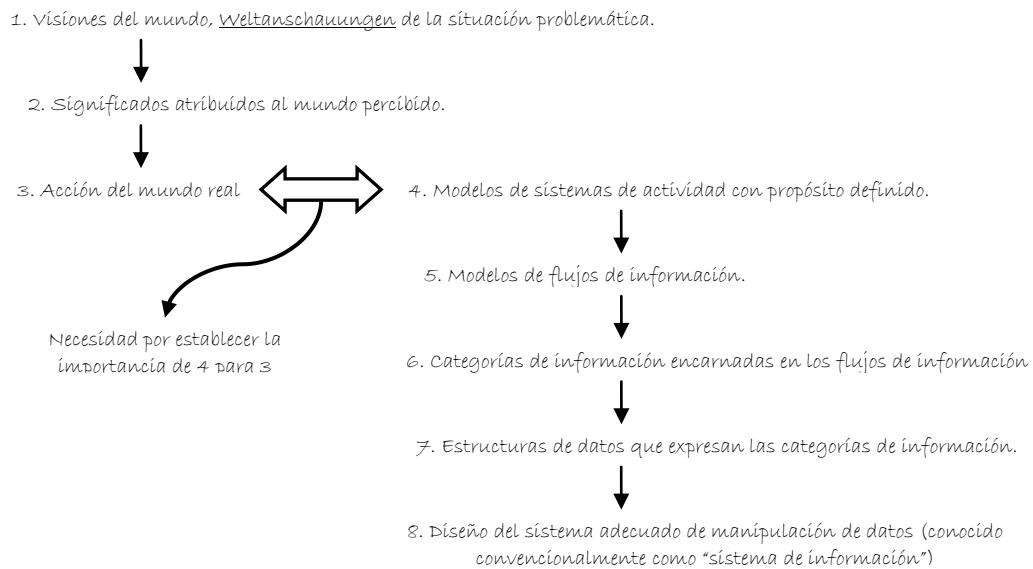 1. Visiones del mundo, Weltanschauungen de la situación problemática.
2. Significados atribuidos al mundo percibido.
3. Acción del mundo real
4. Modelos de sistemas de actividad con propósito definido.
5. Modelos de flujos de información.
Necesidad por establecer la
importancia de 4 para 3
6. Categorías de información encarnadas en los flujos de información
7. Estructuras de datos que expresan las categorías de información.
8. Diseño del sistema adecuado de manipulación de datos (conocido
convencionalmente como “sistema de información”)